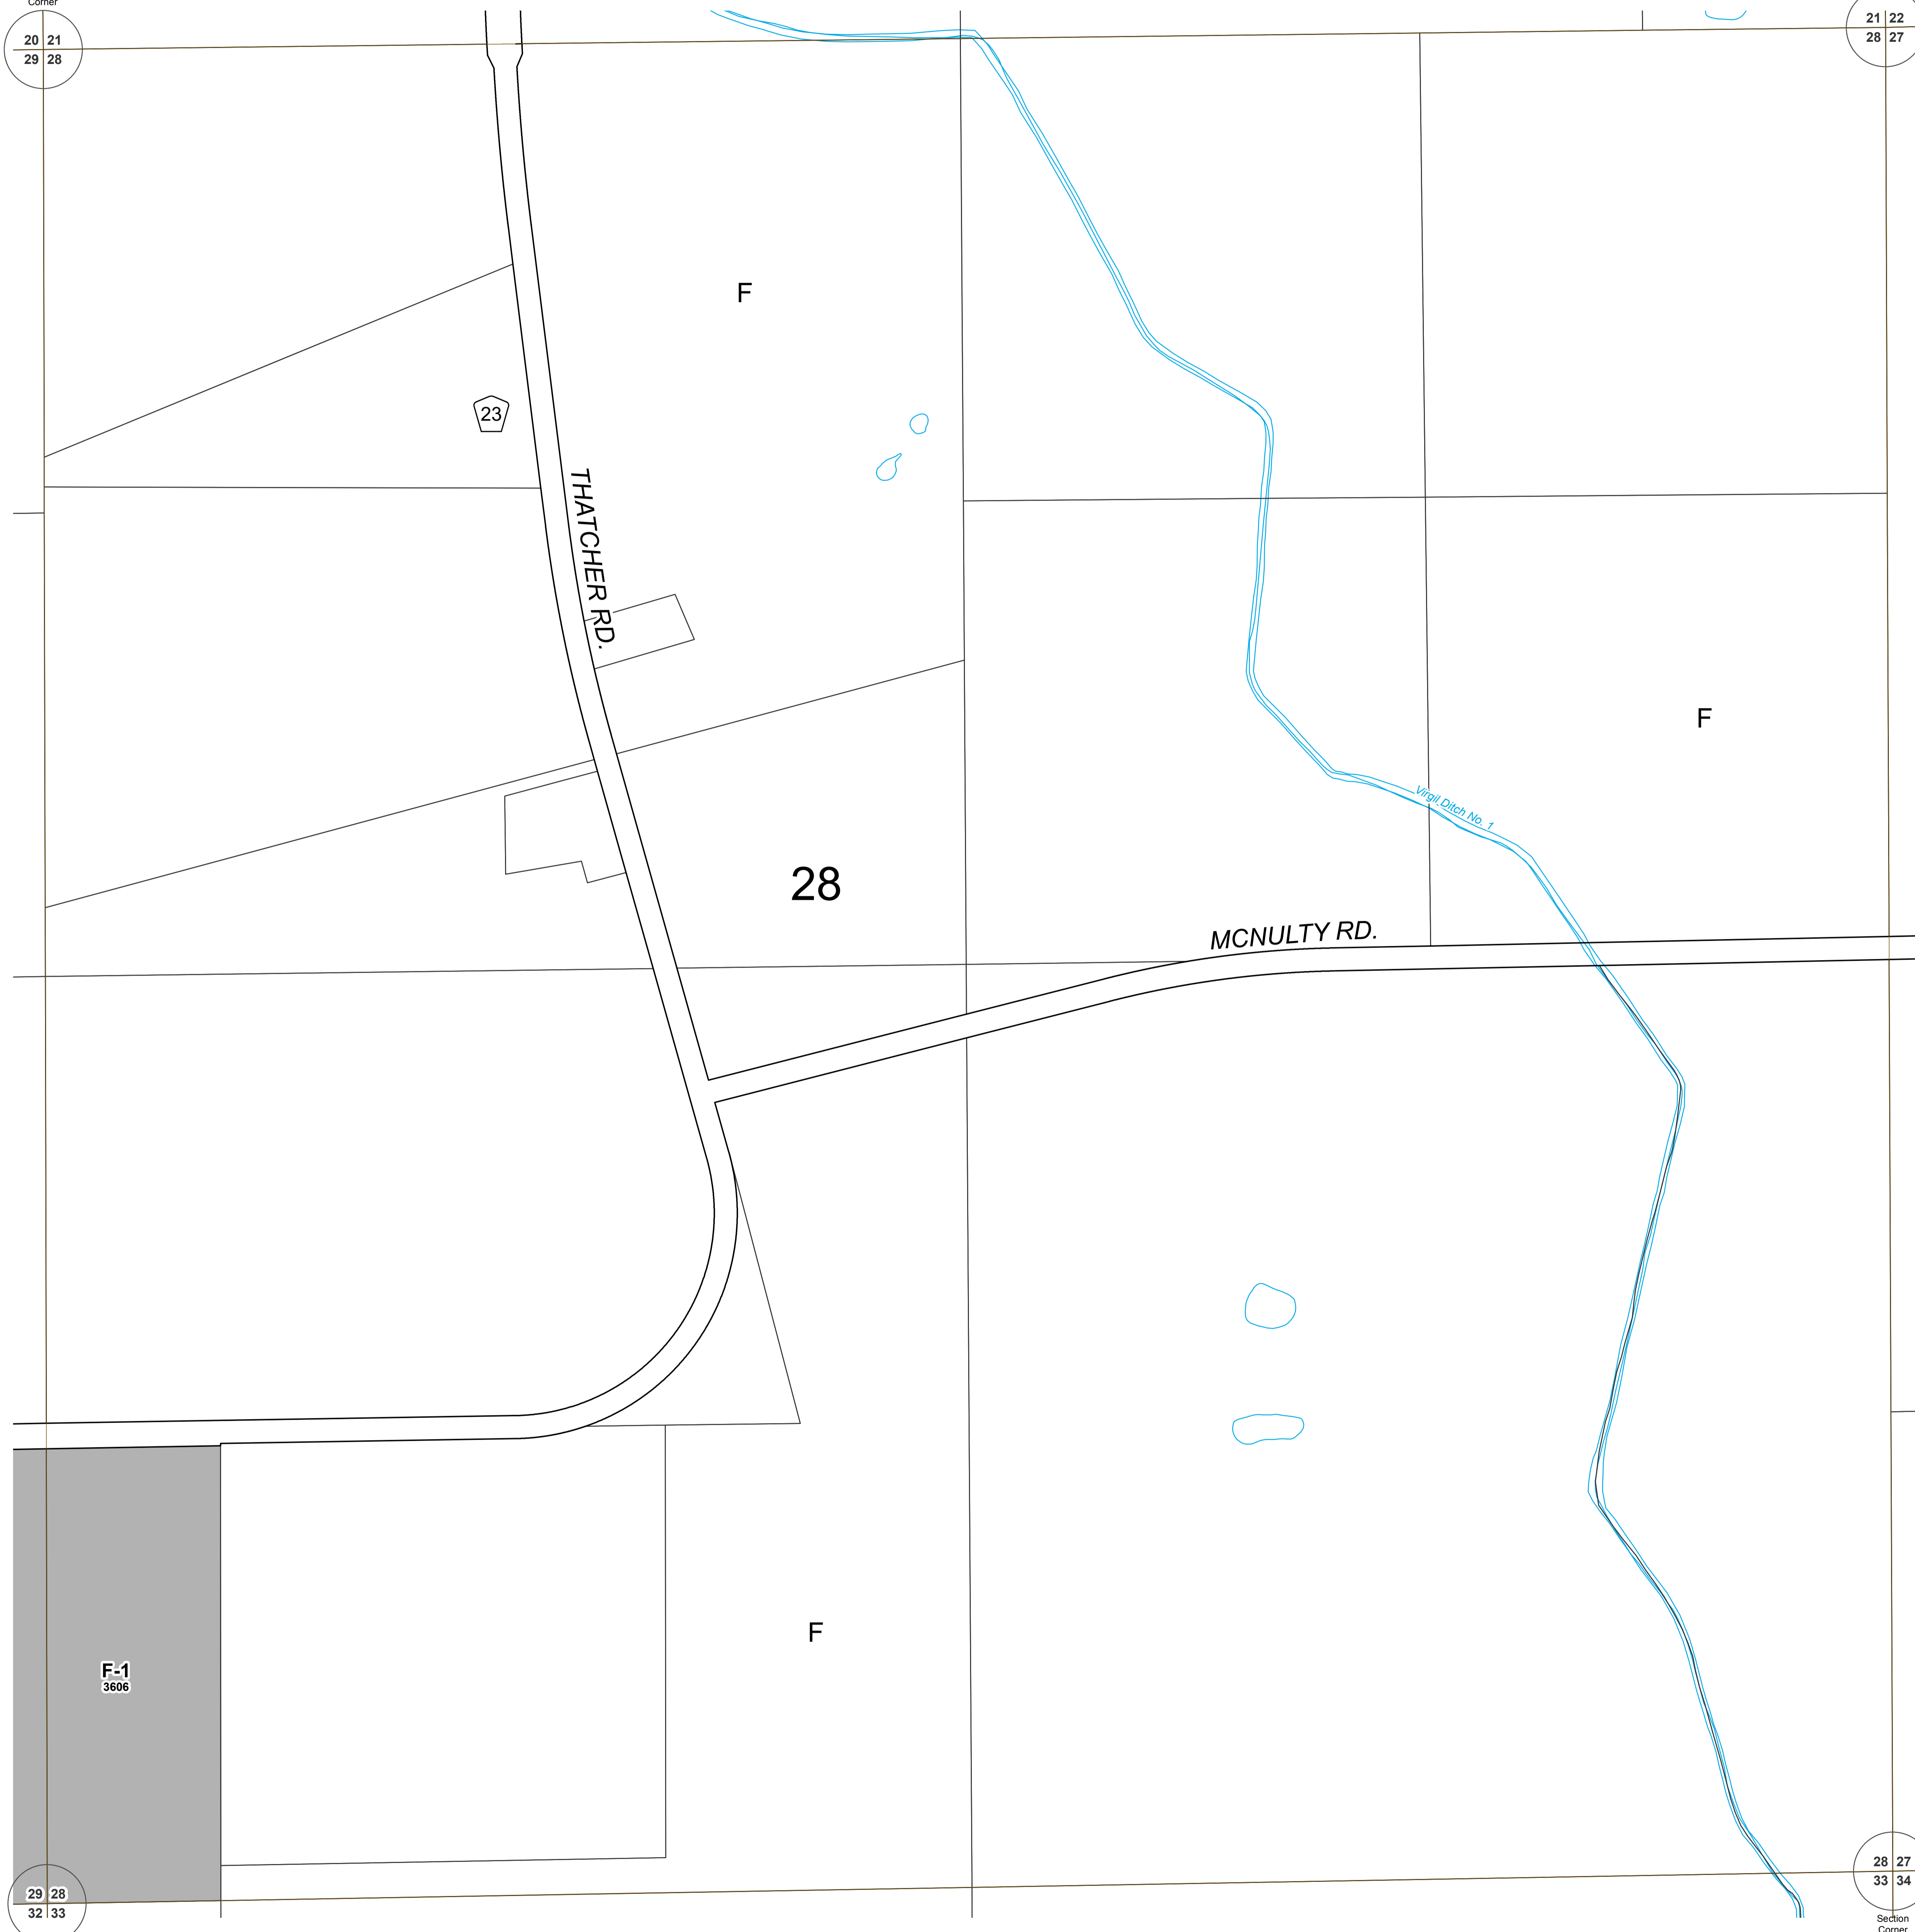 Corner
20 21
29 28
21 22
28 27
F
23
THATCHER RD.
F
Virgil Ditch No. 1
28
MCNULTY RD.
F
F-1
3606
28 27
33 34
29 28
32 33
Section
Corner